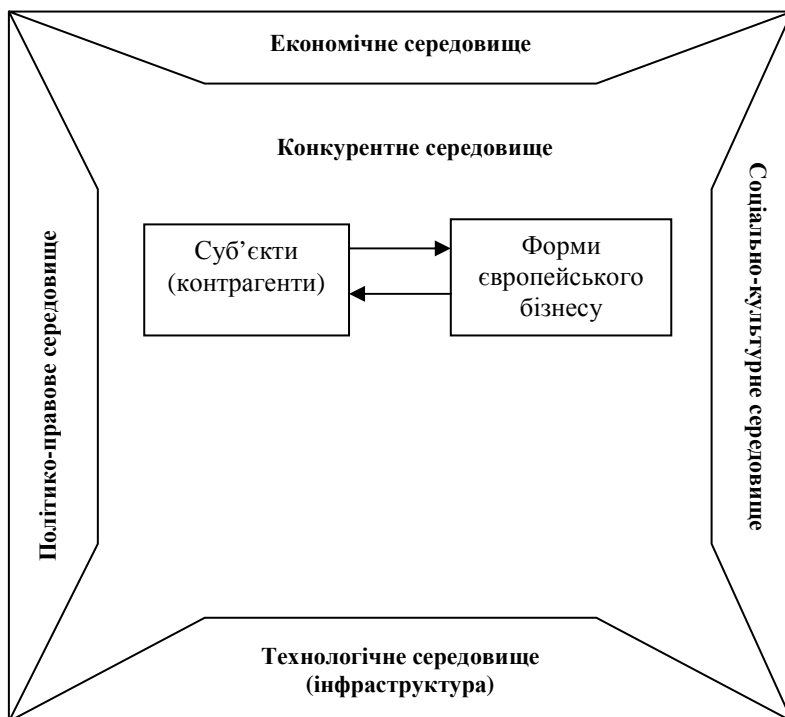 Економічне середовище
Конкурентне середовище
Політико-правове середовище
Суб’єкти
(контрагенти)
Форми
європейського
бізнесу
Соціально-культурне середовище
Технологічне середовище
(інфраструктура)